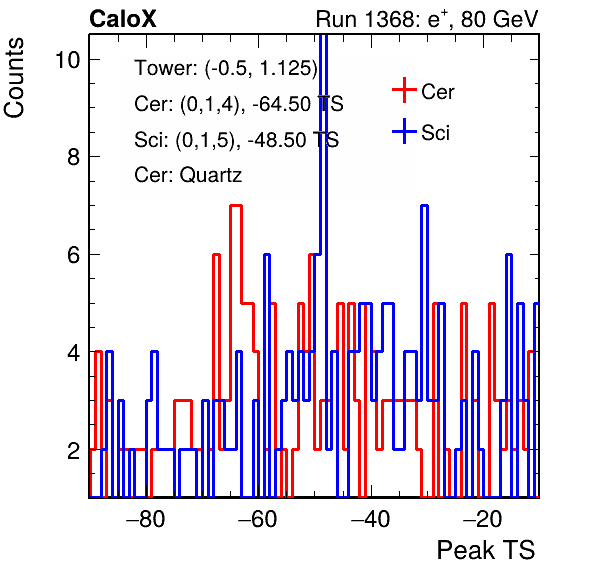 CaloX
Run 1368: e⁺, 80 GeV
Counts
10
8
6
4
2
Tower: (-0.5, 1.125)
Cer: (0,1,4), -64.50 TS
Sci: (0,1,5), -48.50 TS
Cer: Quartz
Cer
Sci
−80
−60
−40
−20
Peak TS